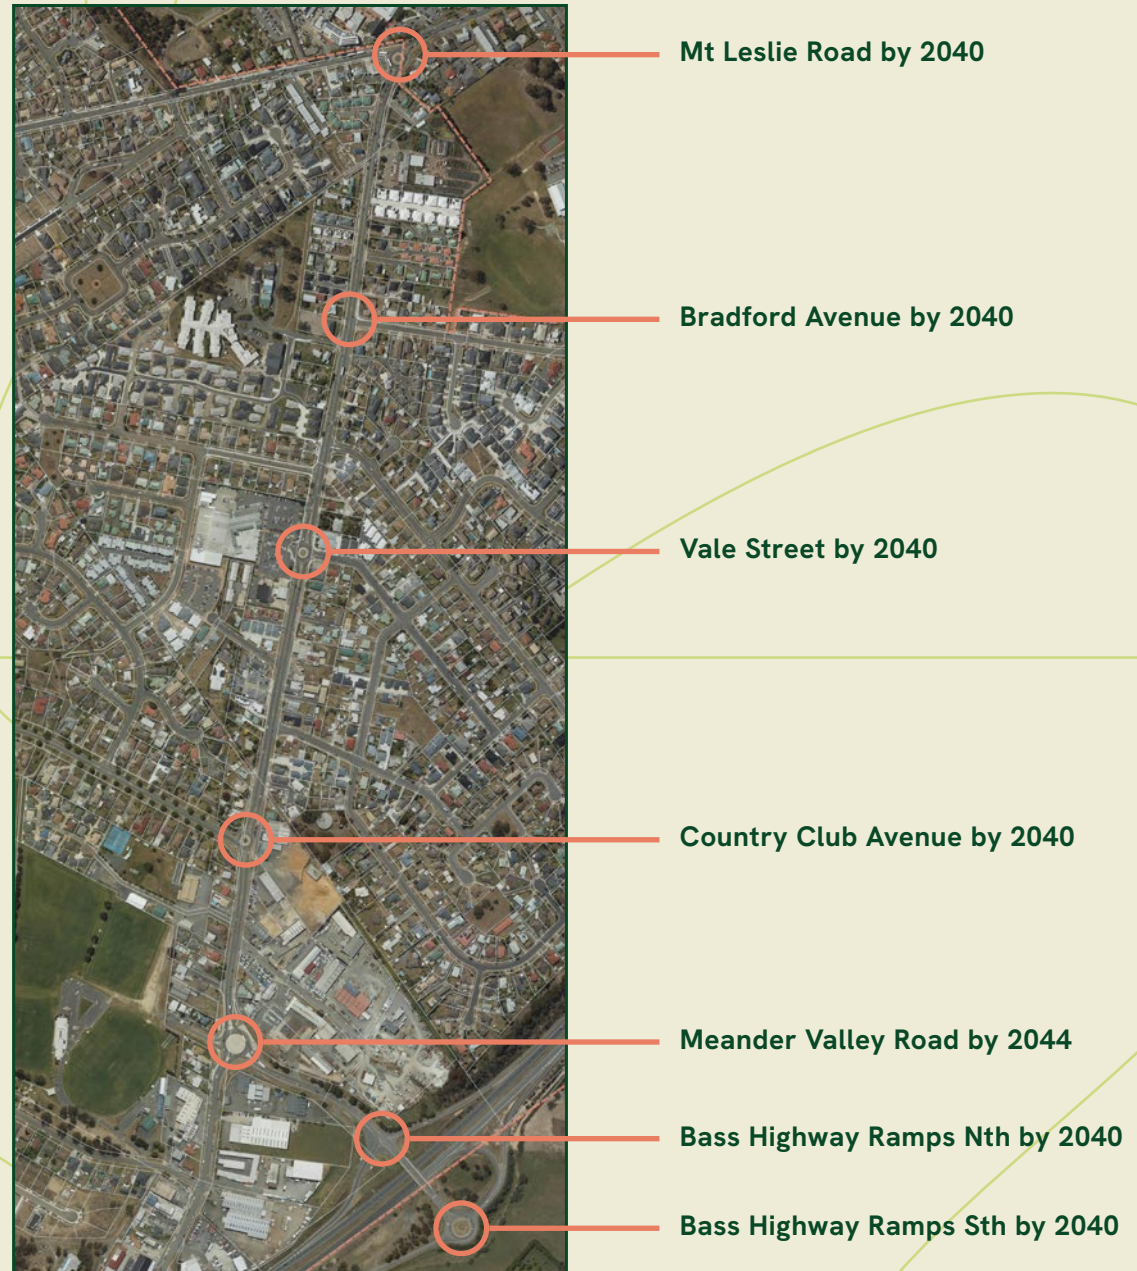 Mt Leslie Road by 2040
Bradford Avenue by 2040
Vale Street by 2040
Country Club Avenue by 2040
Meander Valley Road by 2044
Bass Highway Ramps Nth by 2040
Bass Highway Ramps Sth by 2040